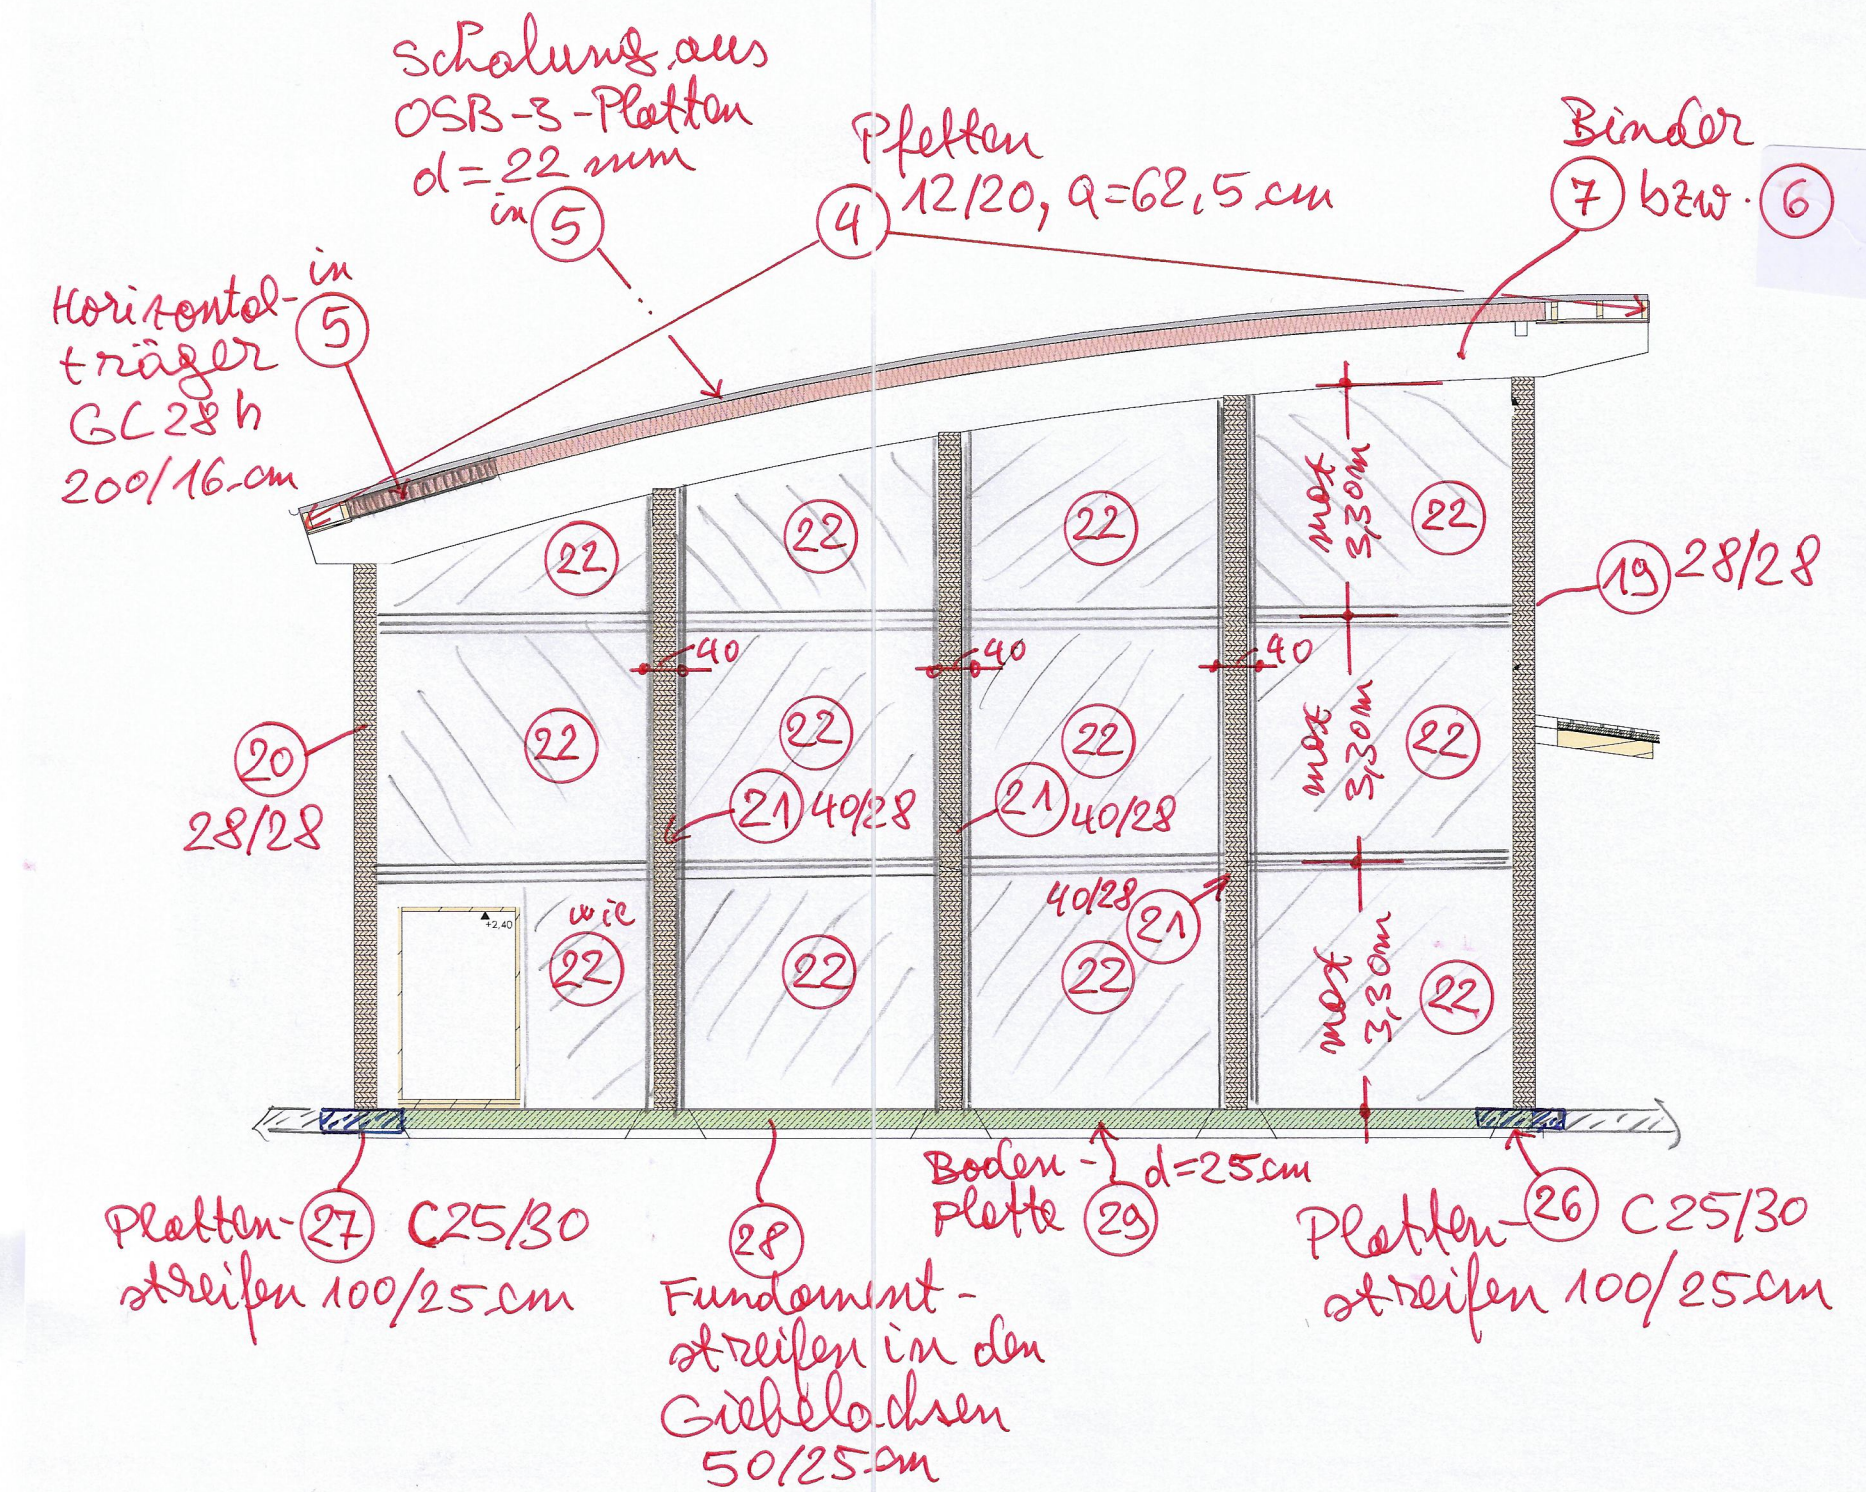 Schalung aus
OSB-3-Platten
d=22 mm
in 5
Pfetten
4 12/20, a=62,5 cm
Binder
7 bzw. 6
Horizontal- in
träger 5
GL28h
200/16 cm
22
22
22
22
max
3,30m
19 28/28
40
40
40
20
28/28
22
22
22
22
max
3,30m
21 40/28
21 40/28
40/28
21
+2,40
wie
22
22
22
22
max
3,30m
Platten- 27 C25/30
streifen 100/25 cm
28
Fundament-
streifen in den
Giebelachsen
50/25 cm
Boden- d=25 cm
platte 29
Platten- 26 C25/30
streifen 100/25 cm